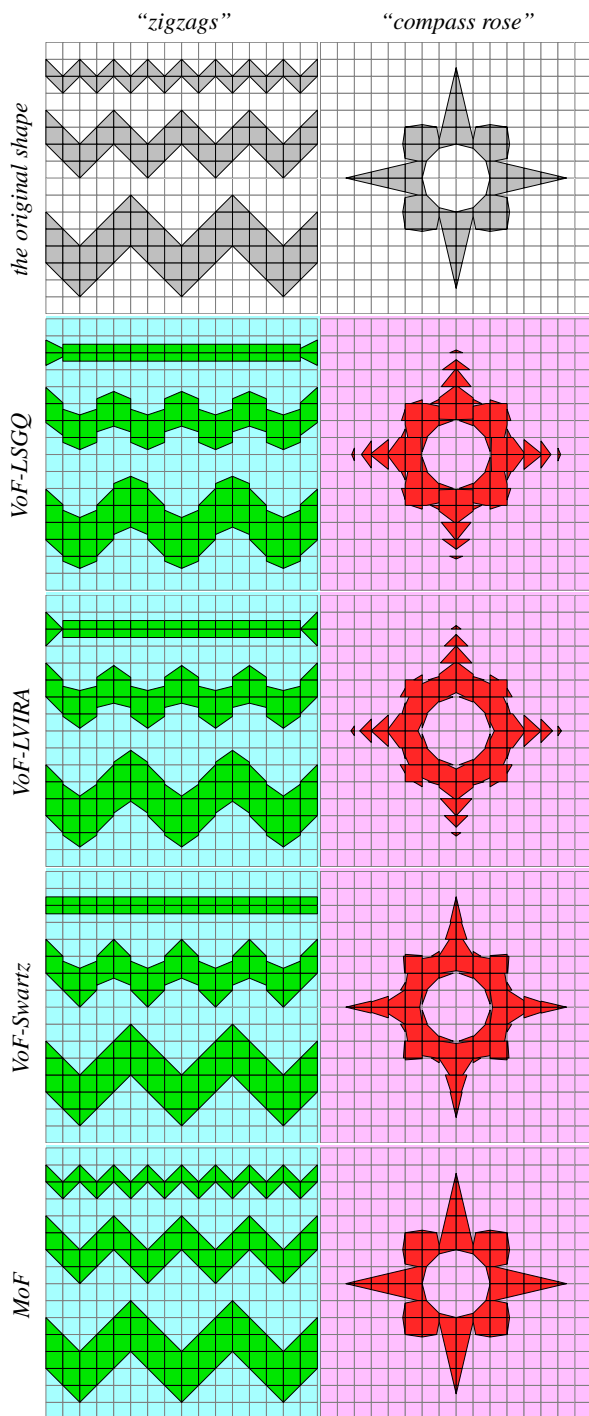 “zigzags”
“compass rose”
the original shape
VoF-LSGQ
VoF-LVIRA
VoF-Swartz
MoF